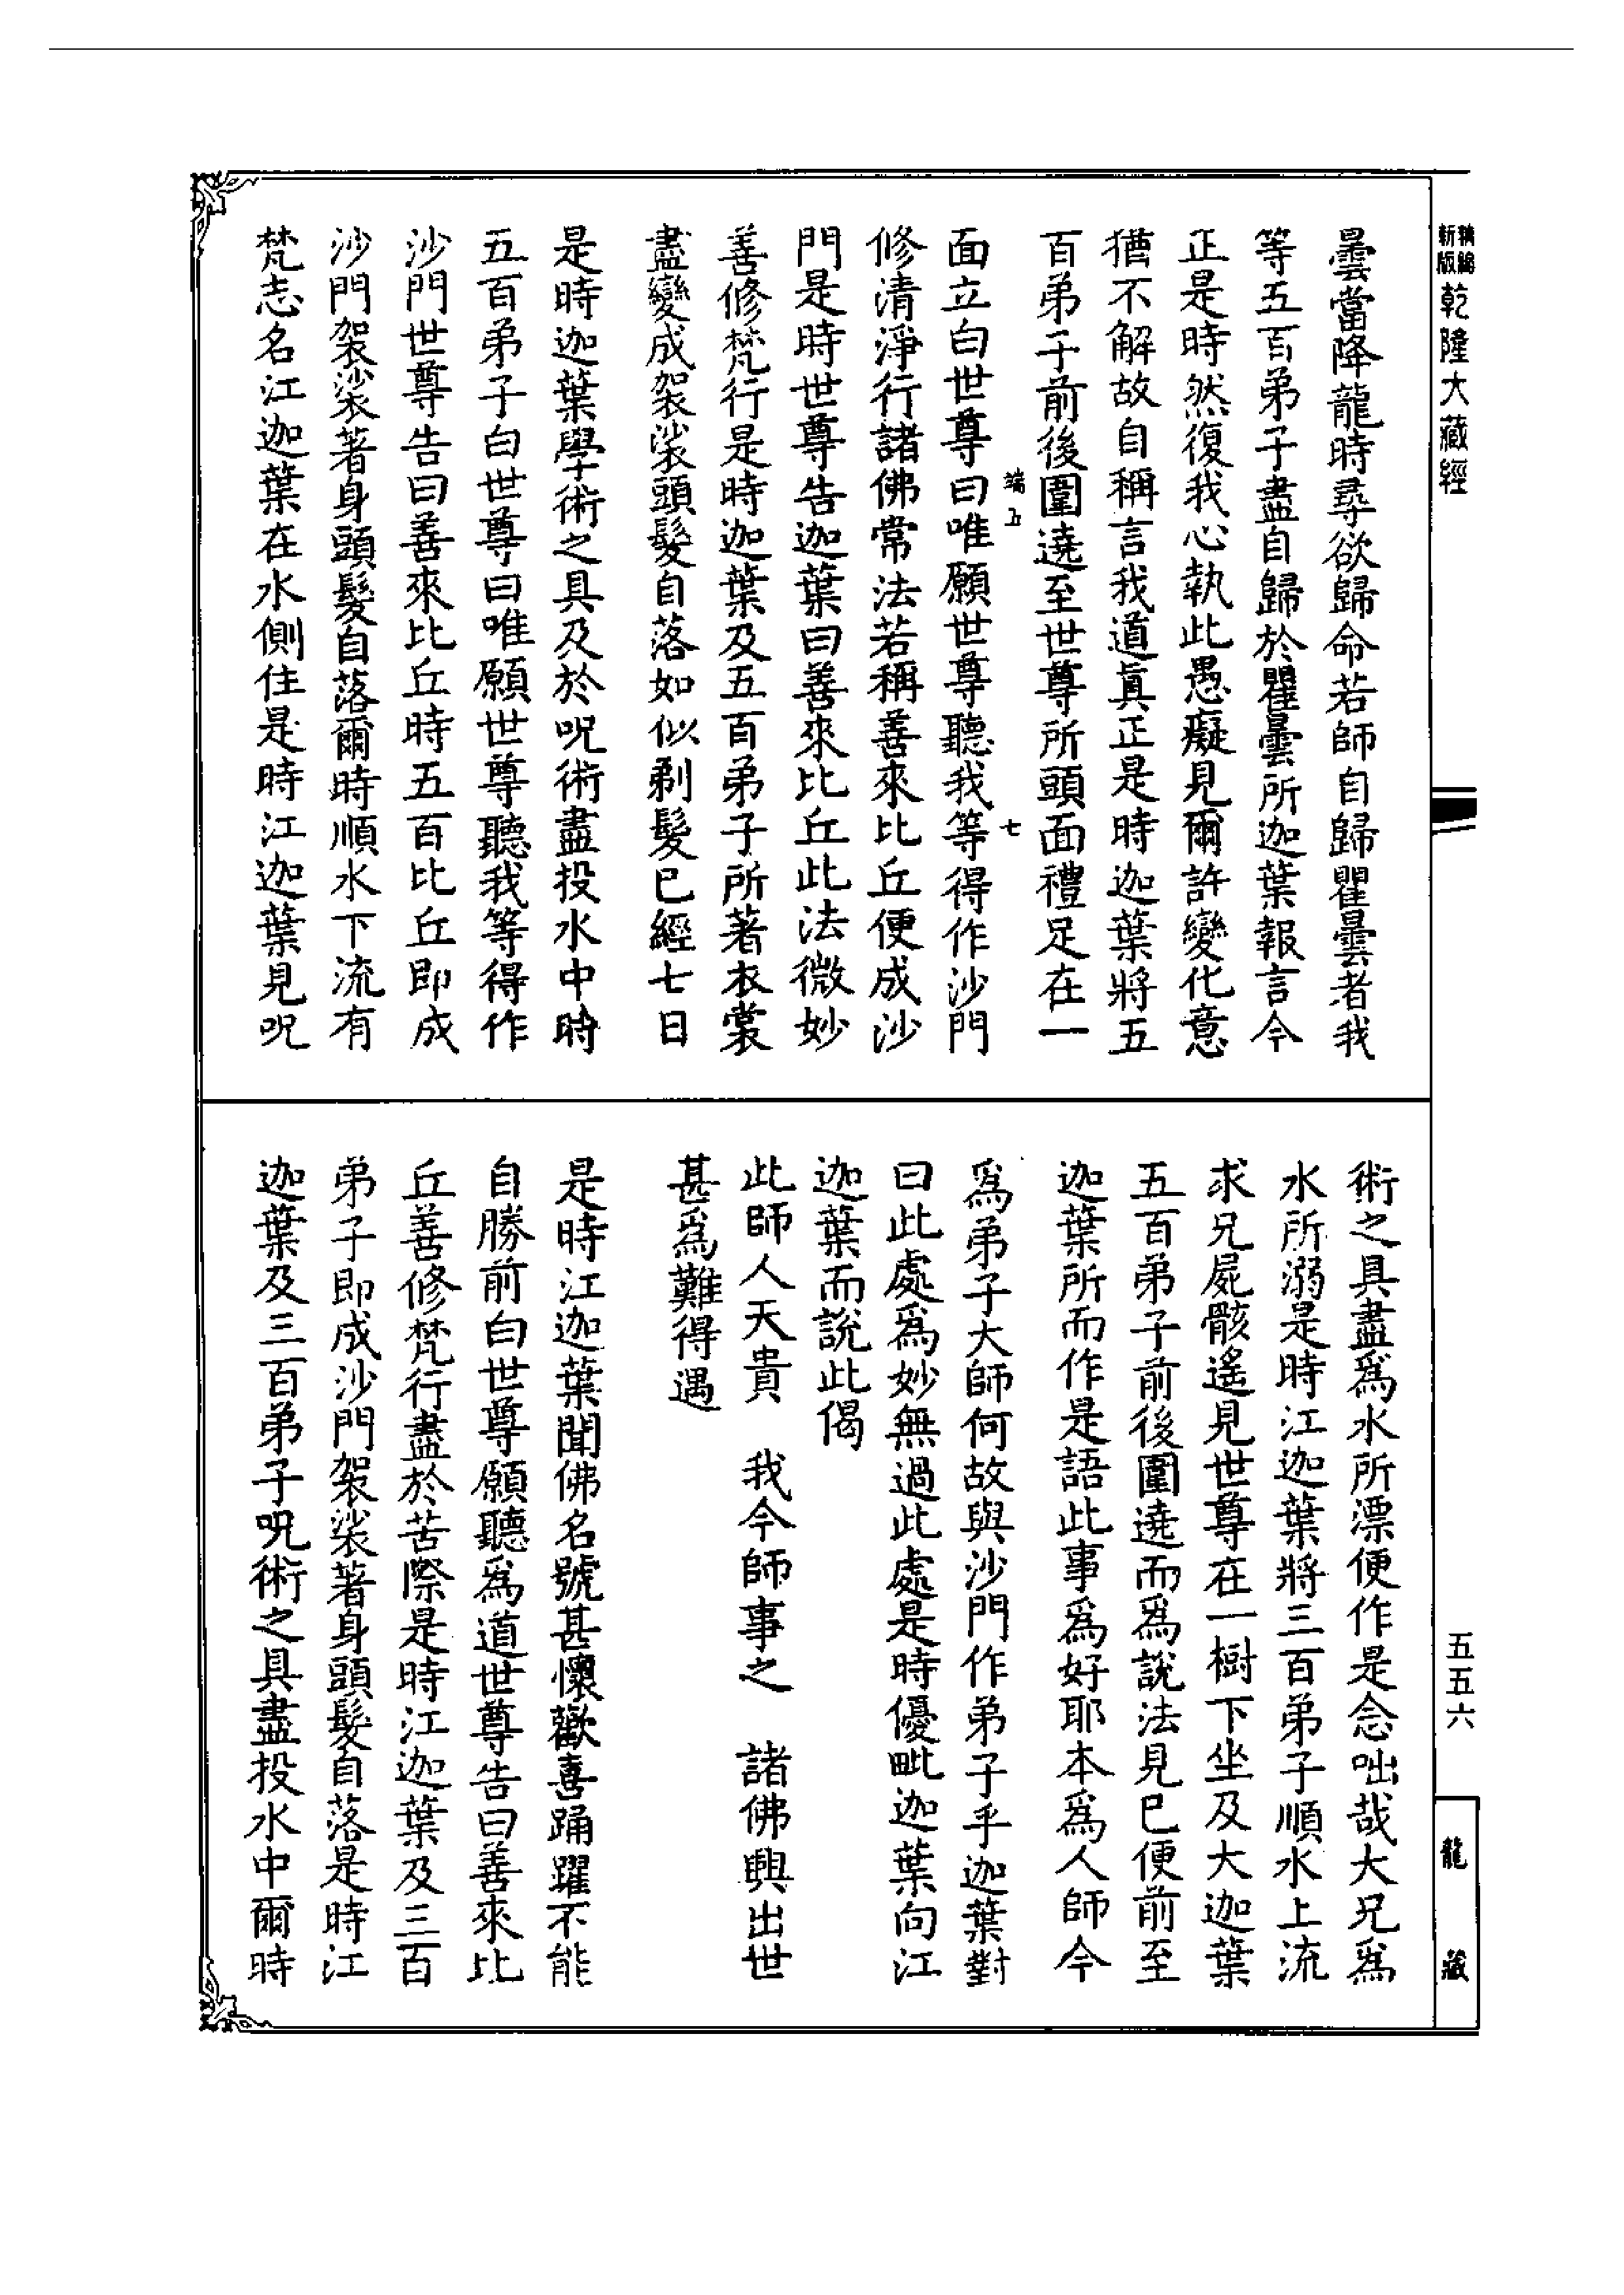 精編新版
乾隆大藏經
曇當降龍時尋欲歸命若師自歸瞿曇者我
等五百弟子盡自歸於瞿曇所迦葉報言今
正是時然復我心執此愚癡見爾許變化意
猶不解故自稱言我道眞正是時迦葉將五
百弟子前後圍遶至世尊所頭面禮足在一
端五 七
面立白世尊曰唯願世尊聽我等得作沙門
修清淨行諸佛常法若稱善來比丘便成沙
門是時世尊告迦葉曰善來比丘此法微妙
善修梵行是時迦葉及五百弟子所著衣裳
盡變成袈裟頭髮自落如似剃髮已經七日
是時迦葉學術之具及於呪術盡投水中時
五百弟子白世尊曰唯願世尊聽我等得作
沙門世尊告曰善來比丘時五百比丘即成
沙門袈裟著身頭髮自落爾時順水下流有
梵志名江迦葉在水側住是時江迦葉見呪
術之具盡爲水所漂便作是念咄哉大兄爲
水所溺是時江迦葉將三百弟子順水上流
求兄屍骸遙見世尊在一樹下坐及大迦葉
五百弟子前後圍遶而爲說法見已便前至
迦葉所而作是語此事爲好耶本爲人師今
爲弟子大師何故與沙門作弟子乎迦葉對
曰此處爲妙無過此處是時優毗迦葉向江
迦葉而說此偈
此師人天貴 我今師事之 諸佛興出世
甚爲難得遇
是時江迦葉聞佛名號甚懷歡喜踊躍不能
自勝前白世尊願聽爲道世尊告曰善來比
丘善修梵行盡於苦際是時江迦葉及三百
弟子即成沙門袈裟著身頭髮自落是時江
迦葉及三百弟子呪術之具盡投水中爾時
五五六
龍藏